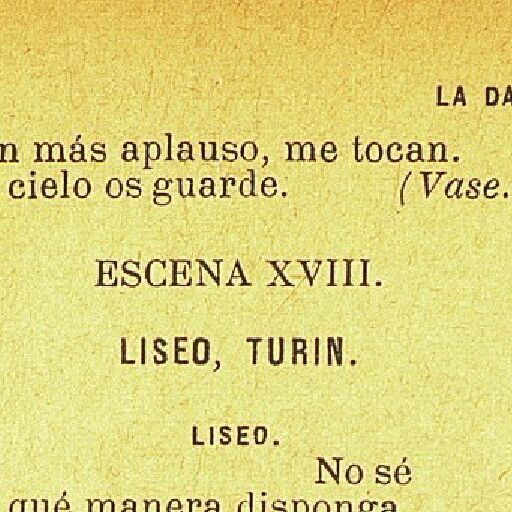 LA DA
n más aplauso, me tocan.
cielo os guarde. (Vase.
ESCENA XVIII.
LISEO, TURIN.
LISEO.
No sé
qué manera disponga